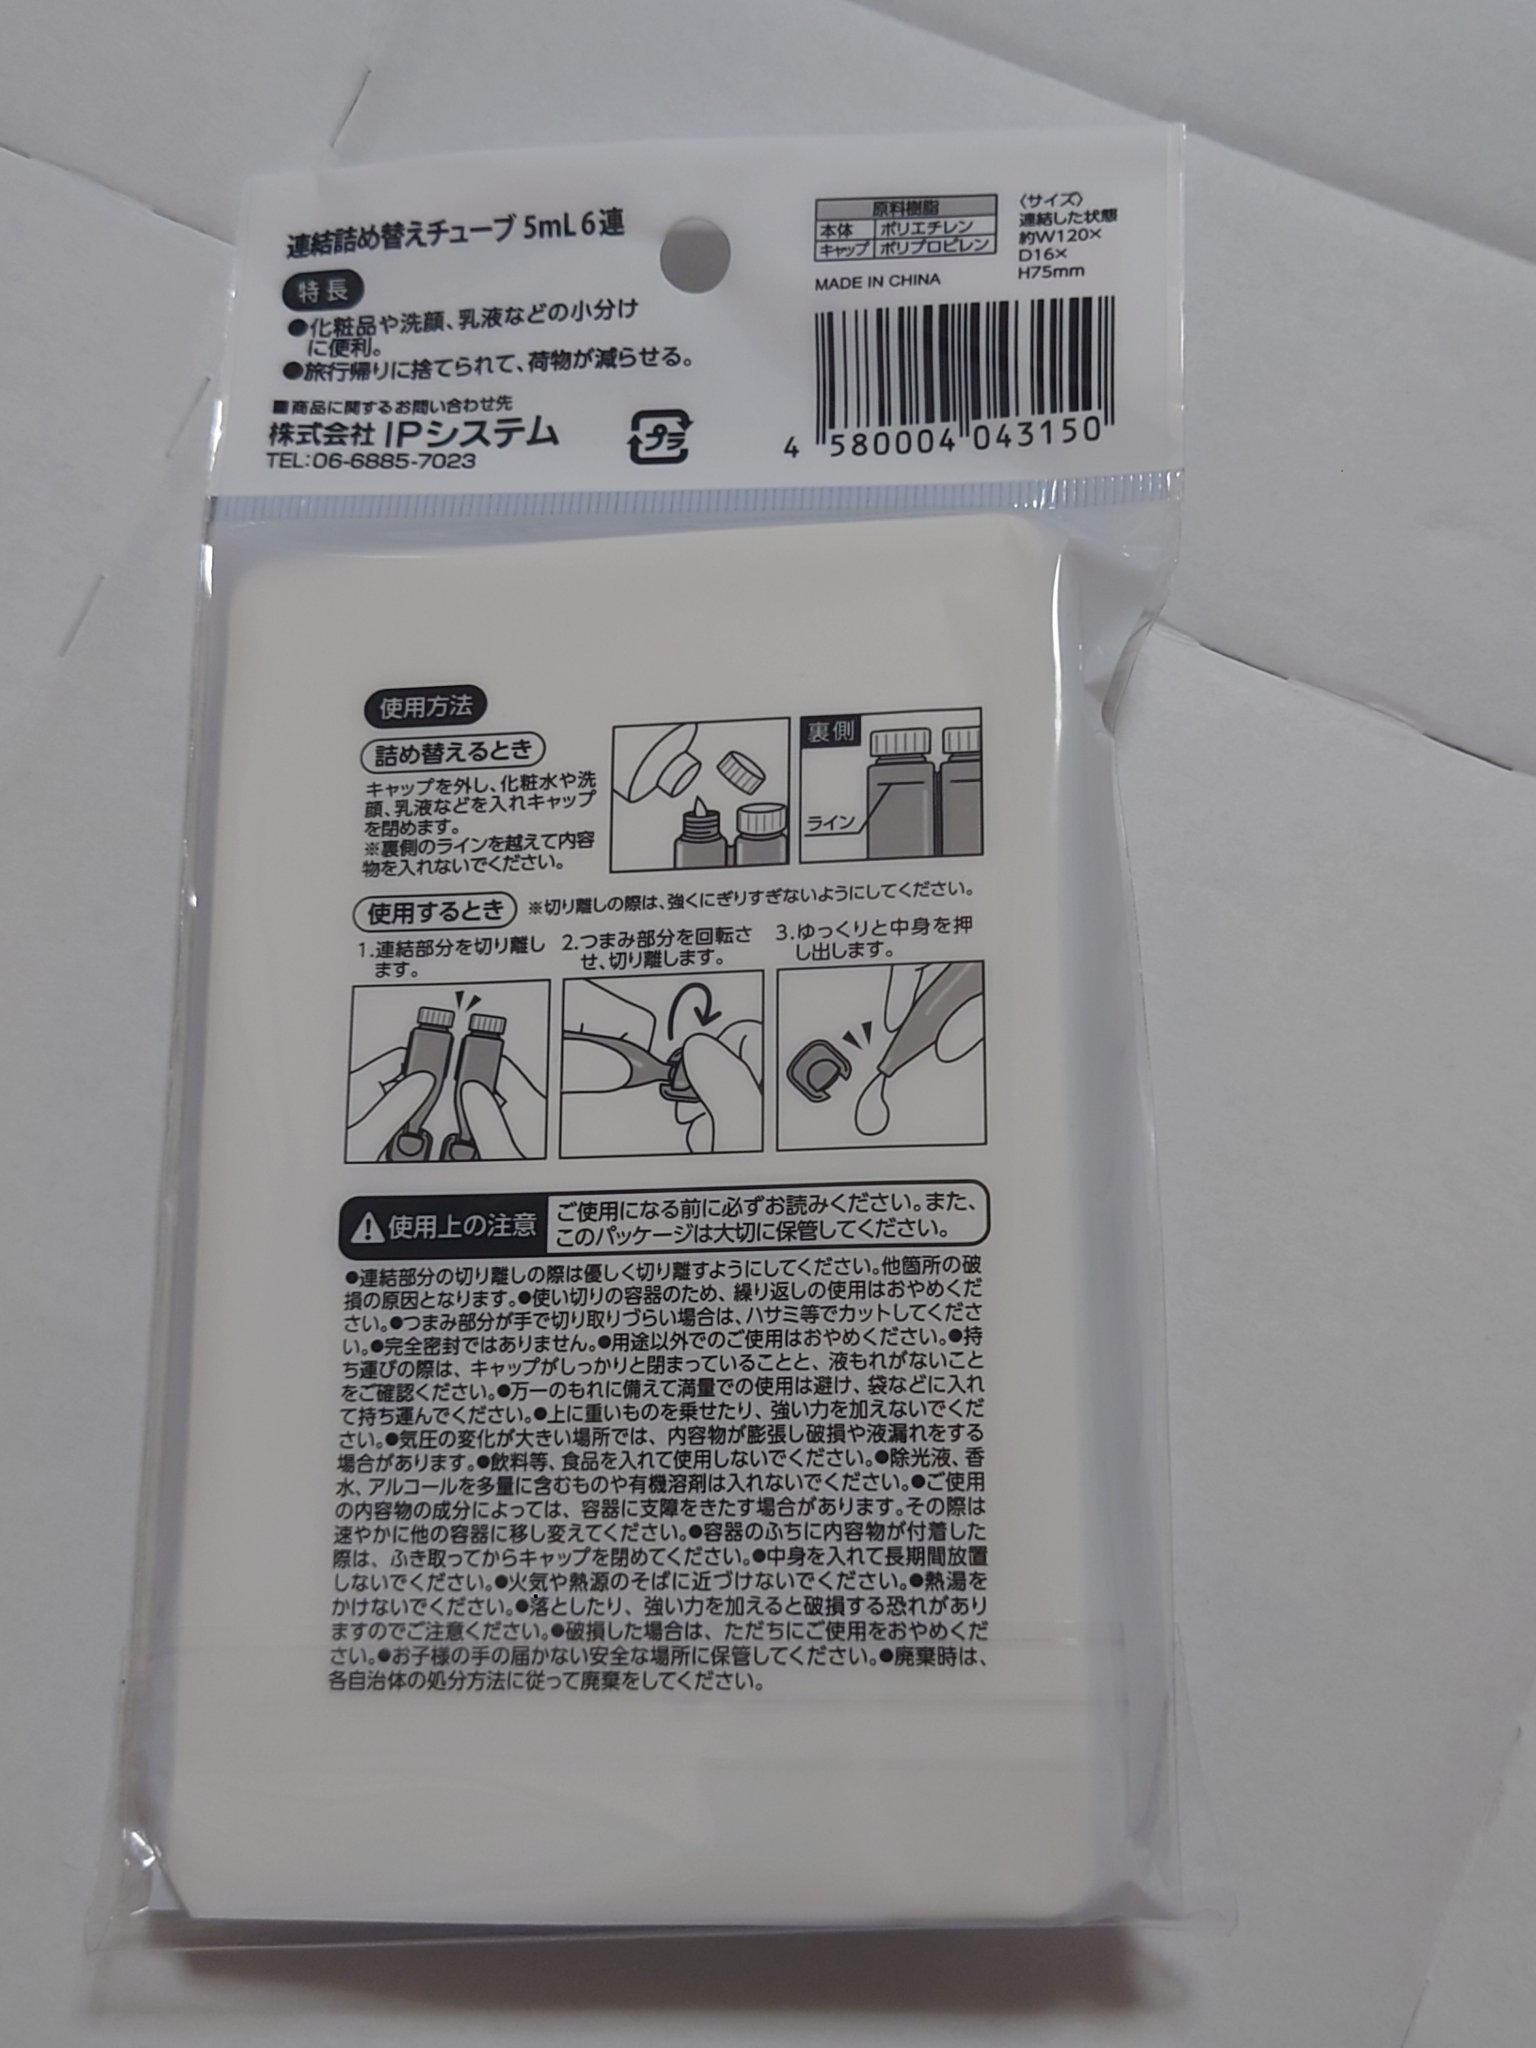 連結詰め替えチューブ 5mL 6連
特長
●化粧品や洗顔、乳液などの小分け
に便利。
●旅行帰りに捨てられて、荷物が減らせる。
■商品に関するお問い合わせ先
株式会社 IPシステム
TEL:06-6885-7023
プラ
原料樹脂
本体 ポリエチレン
キャップ ポリプロピレン
MADE IN CHINA
〈サイズ〉
連結した状態
約W120×
D16×
H75mm
4 580004 043150
使用方法
詰め替えるとき
キャップを外し、化粧水や洗
顔、乳液などを入れキャップ
を閉めます。
※裏側のラインを越えて内容
物を入れないでください。
裏側
ライン
使用するとき ※切り離しの際は、強くにぎりすぎないようにしてください。
1.連結部分を切り離し
ます。
2.つまみ部分を回転さ
せ、切り離します。
3.ゆっくりと中身を押
し出します。
使用上の注意
ご使用になる前に必ずお読みください。また、
このパッケージは大切に保管してください。
●連結部分の切り離しの際は優しく切り離すようにしてください。他箇所の破
損の原因となります。●使い切りの容器のため、繰り返しの使用はおやめくだ
さい。●つまみ部分が手で切り取りづらい場合は、ハサミ等でカットしてくださ
い。●完全密封ではありません。●用途以外でのご使用はおやめください。●持
ち運びの際は、キャップがしっかりと閉まっていることと、液もれがないこと
をご確認ください。●万一のもれに備えて満量での使用は避け、袋などに入れ
て持ち運んでください。●上に重いものを乗せたり、強い力を加えないでくだ
さい。●気圧の変化が大きい場所では、内容物が膨張し破損や液漏れをする
場合があります。●飲料等、食品を入れて使用しないでください。●除光液、香
水、アルコールを多量に含むものや有機溶剤は入れないでください。●ご使用
の内容物の成分によっては、容器に支障をきたす場合があります。その際は
速やかに他の容器に移し変えてください。●容器のふちに内容物が付着した
際は、ふき取ってからキャップを閉めてください。●中身を入れて長期間放置
しないでください。●火気や熱源のそばに近づけないでください。●熱湯を
かけないでください。●落としたり、強い力を加えると破損する恐れがあり
ますのでご注意ください。●破損した場合は、ただちにご使用をおやめくだ
さい。●お子様の手の届かない安全な場所に保管してください。●廃棄時は、
各自治体の処分方法に従って廃棄をしてください。